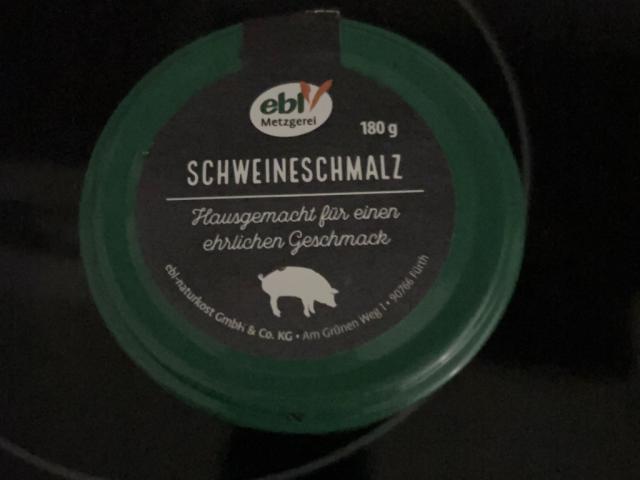 ebl
Metzgerei
180 g
SCHWEINESCHMALZ
Hausgemacht für einen
ehrlichen Geschmack
ebl-naturkost GmbH & Co. KG • Am Grünen Weg 1 • 90766 Fürth